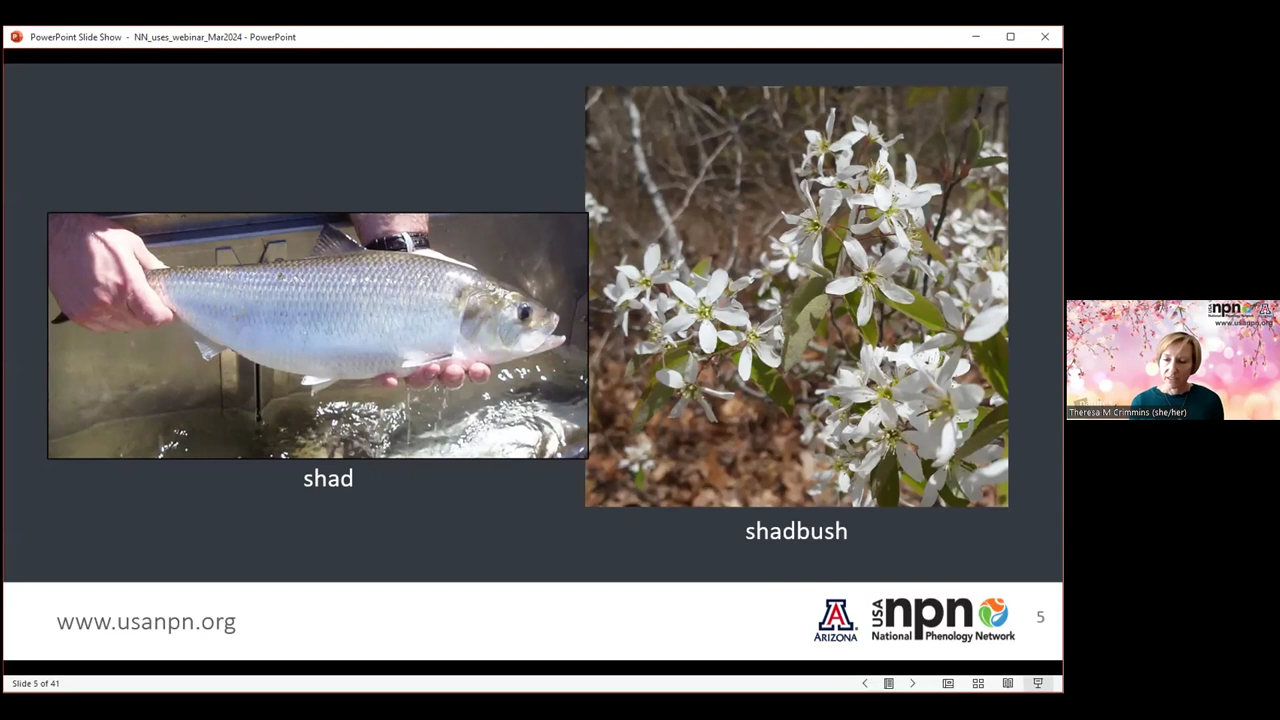 PowerPoint Slide Show - NN_uses_webinar_Mar2024 - PowerPoint
shad
shadbush
www.usanpn.org
ARIZONA
USA npn
National Phenology Network
5
Slide 5 of 41
USA npn
www.usanpn.org
Theresa M Crimmins (she/her)